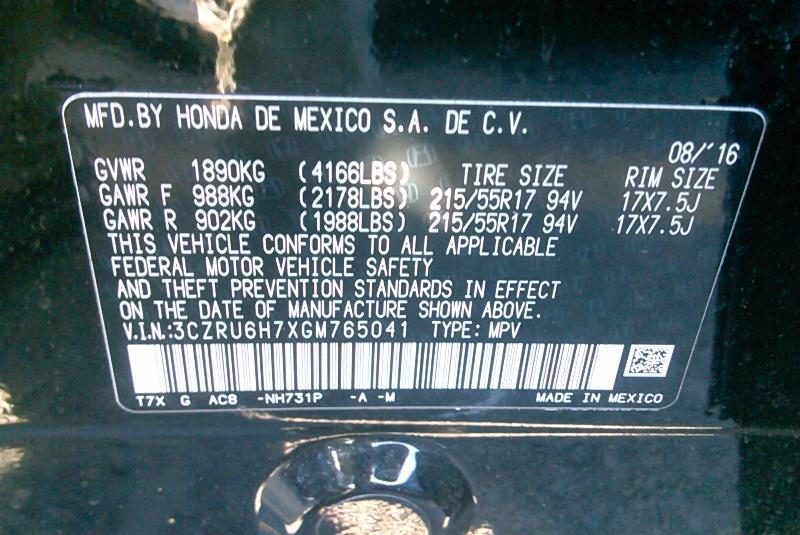 MFD.BY HONDA DE MEXICO S.A. DE C.V.
08/'16
GVWR 1890KG (4166LBS) TIRE SIZE RIM SIZE
GAWR F 988KG (2178LBS) 215/55R17 94V 17X7.5J
GAWR R 902KG (1988LBS) 215/55R17 94V 17X7.5J
THIS VEHICLE CONFORMS TO ALL APPLICABLE
FEDERAL MOTOR VEHICLE SAFETY
AND THEFT PREVENTION STANDARDS IN EFFECT
ON THE DATE OF MANUFACTURE SHOWN ABOVE.
V.I.N.:3CZRU6H7XGM765041 TYPE: MPV
T7X G AC8 -NH731P -A -M MADE IN MEXICO